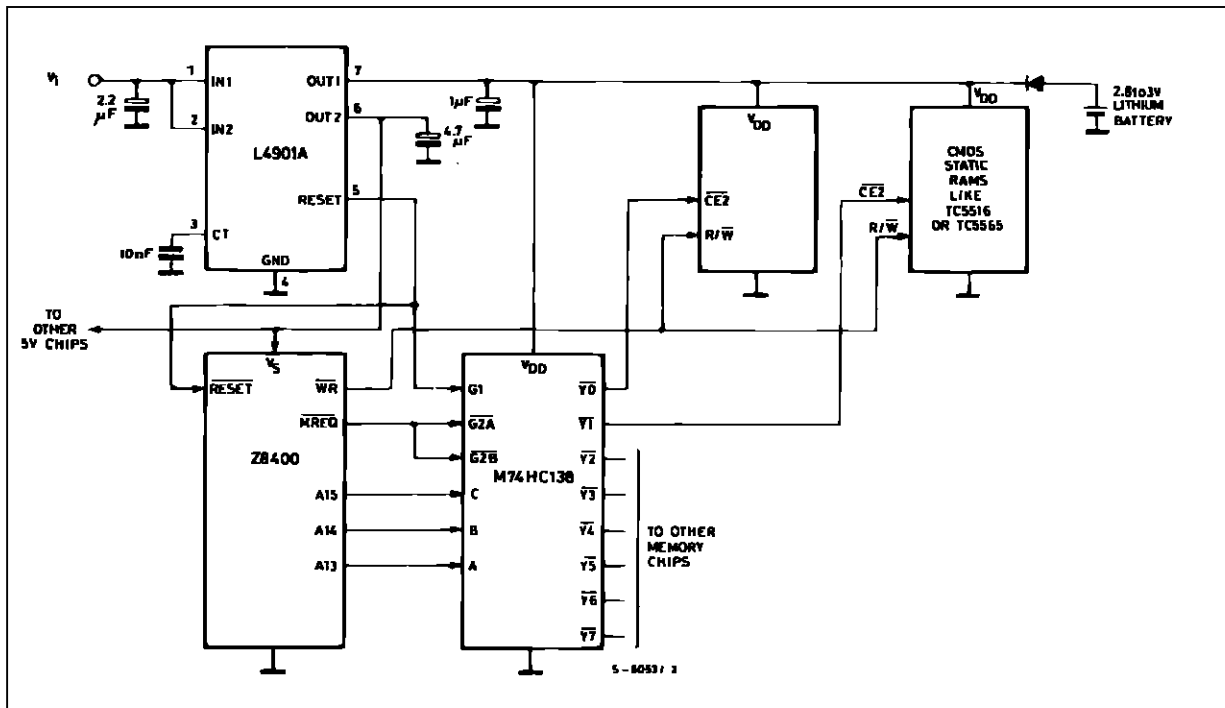 Vi
2.2
µF
1
IN1
2
IN2
L4901A
OUT1
7
OUT2
6
1µF
4.7
µF
RESET
5
3
CT
10nF
GND
4
VDD
CE2
R/W
VDD
CMOS
STATIC
RAMS
LIKE
TC5516
OR TC5565
CE2
R/W
2.8 to 3V
LITHIUM
BATTERY
TO
OTHER
5V CHIPS
VS
RESET
WR
MREQ
Z8400
A15
A14
A13
VDD
G1
G2A
G2B
M74HC138
C
B
A
Y0
Y1
Y2
Y3
Y4
Y5
Y6
Y7
TO OTHER
MEMORY
CHIPS